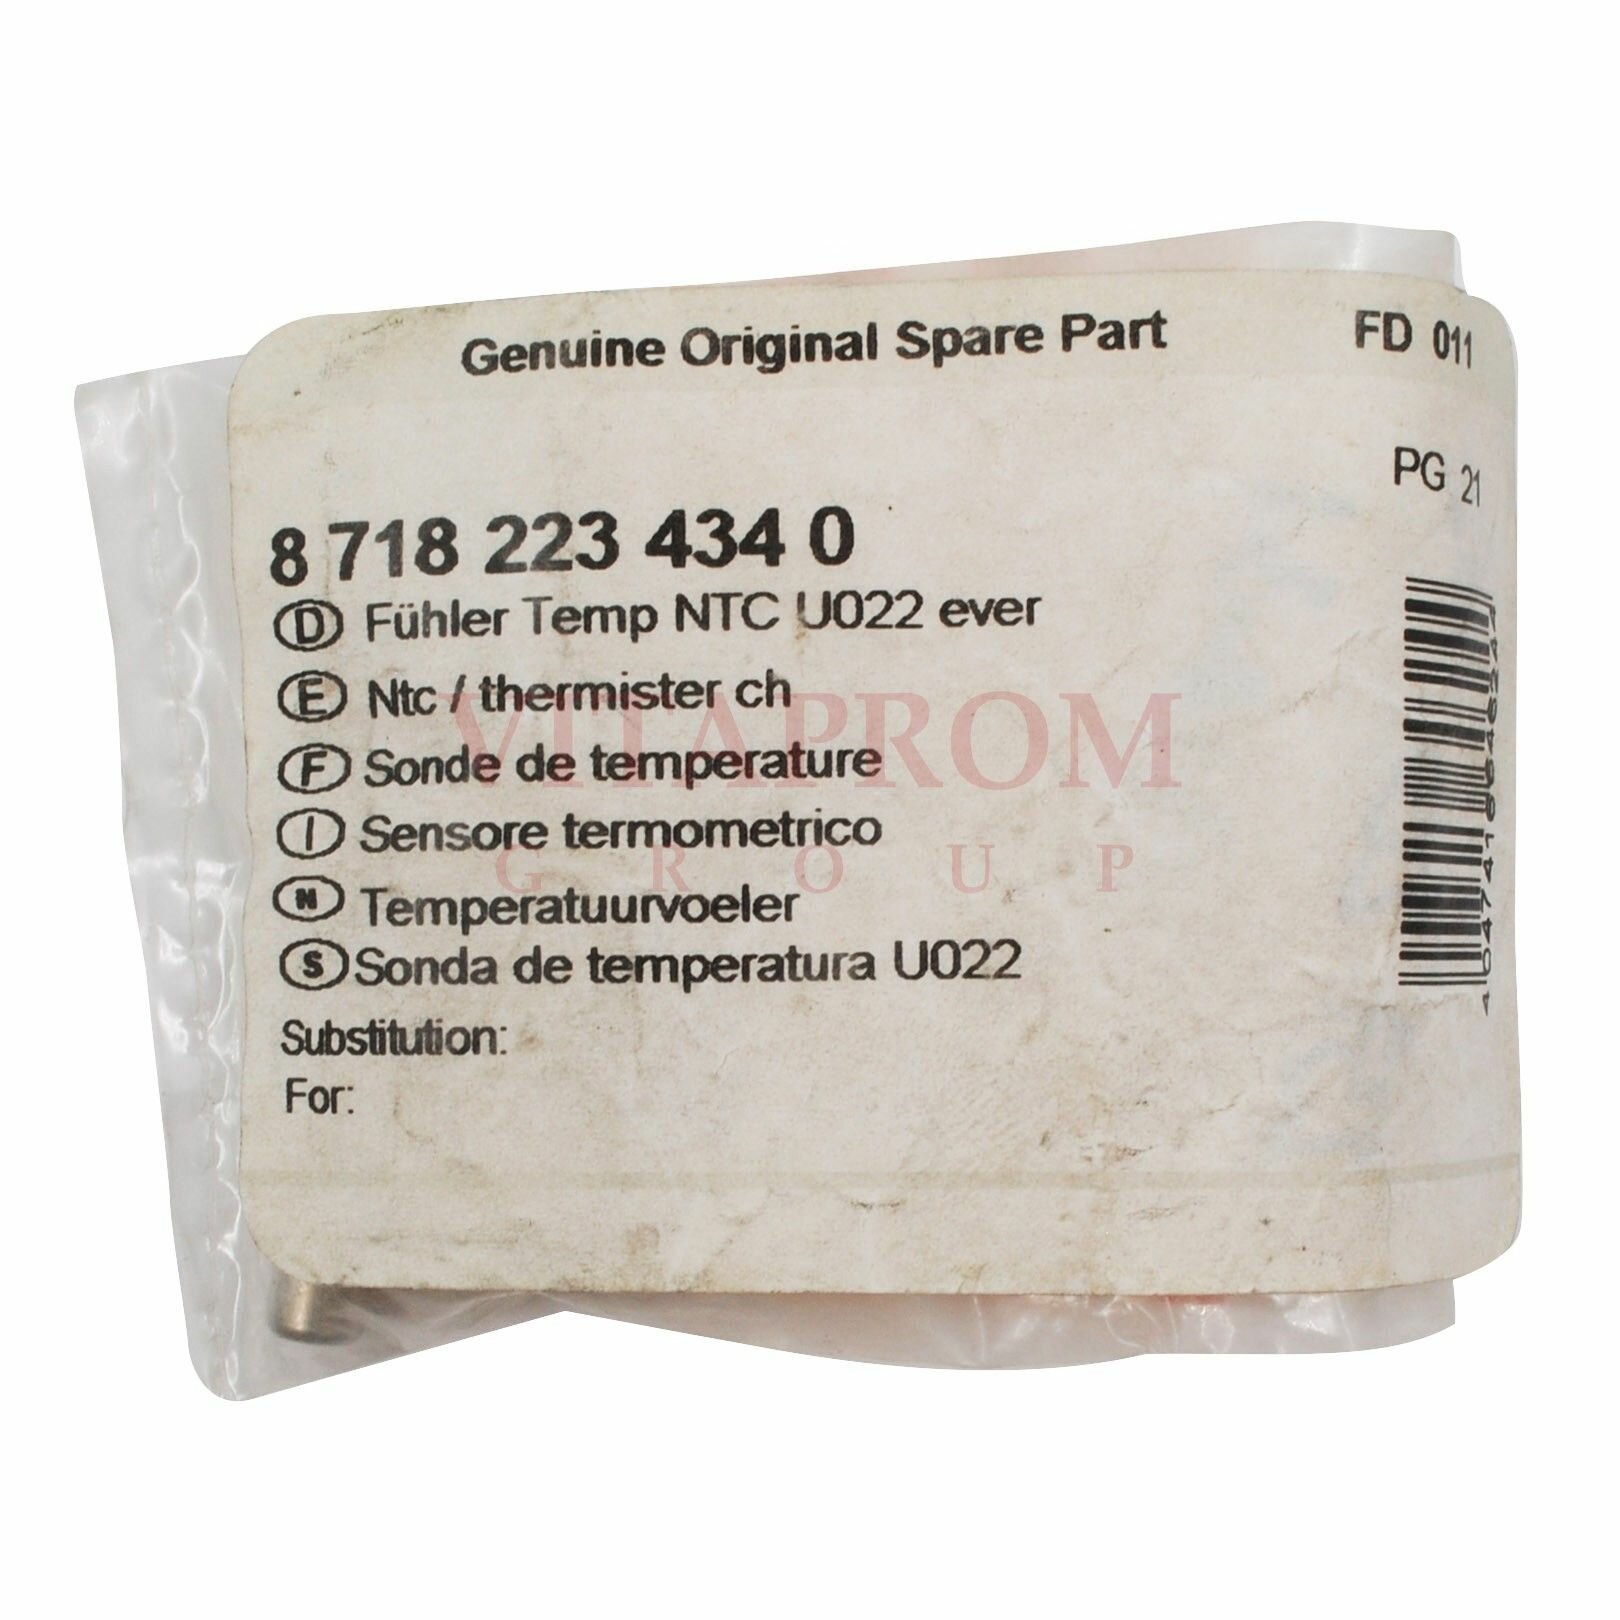 Genuine Original Spare Part
FD 011
PG 21
8 718 223 434 0
D Fühler Temp NTC U022 ever
E Ntc / thermister ch
F Sonde de temperature
I Sensore termometrico
N Temperatuurvoeler
S Sonda de temperatura U022
Substitution:
For:
VITAPROM
GROUP